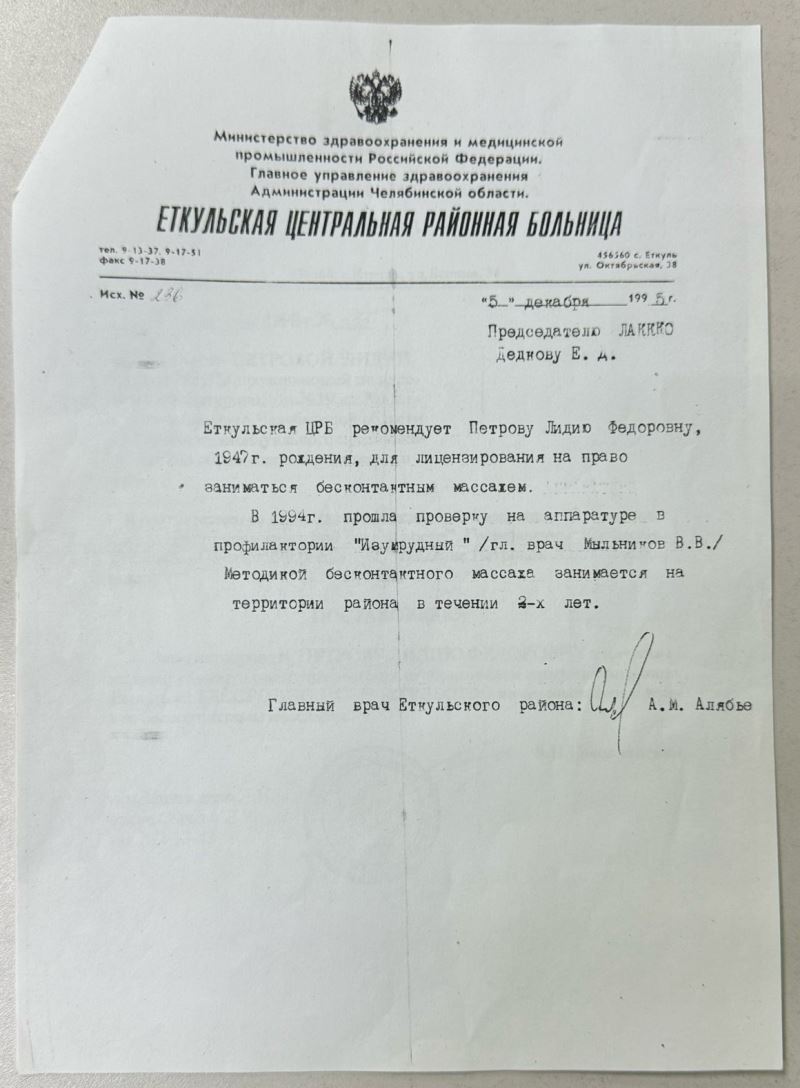 Министерство здравоохранения и медицинской
промышленности Российской Федерации.
Главное управление здравоохранения
Администрации Челябинской области.
ЕТКУЛЬСКАЯ ЦЕНТРАЛЬНАЯ РАЙОННАЯ БОЛЬНИЦА
тел. 9-13-37, 9-17-51
факс 9-17-38
456560 с. Еткуль
ул. Октябрьская, 38
Исх. № 236
"5" декабря 1995 г.
Председателю ЛАКККО
Дедкову Е. Д.
Еткульская ЦРБ рекомендует Петрову Лидию Федоровну,
1947г. рождения, для лицензирования на право
заниматься бесконтактным массажем.
В 1994г. прошла проверку на аппаратуре в
профилактории "Изумрудный" /гл. врач Мыльников В.В./
Методикой бесконтактного массажа занимается на
территории района в течении 2-х лет.
Главный врач Еткульского района: А.М. Алябье